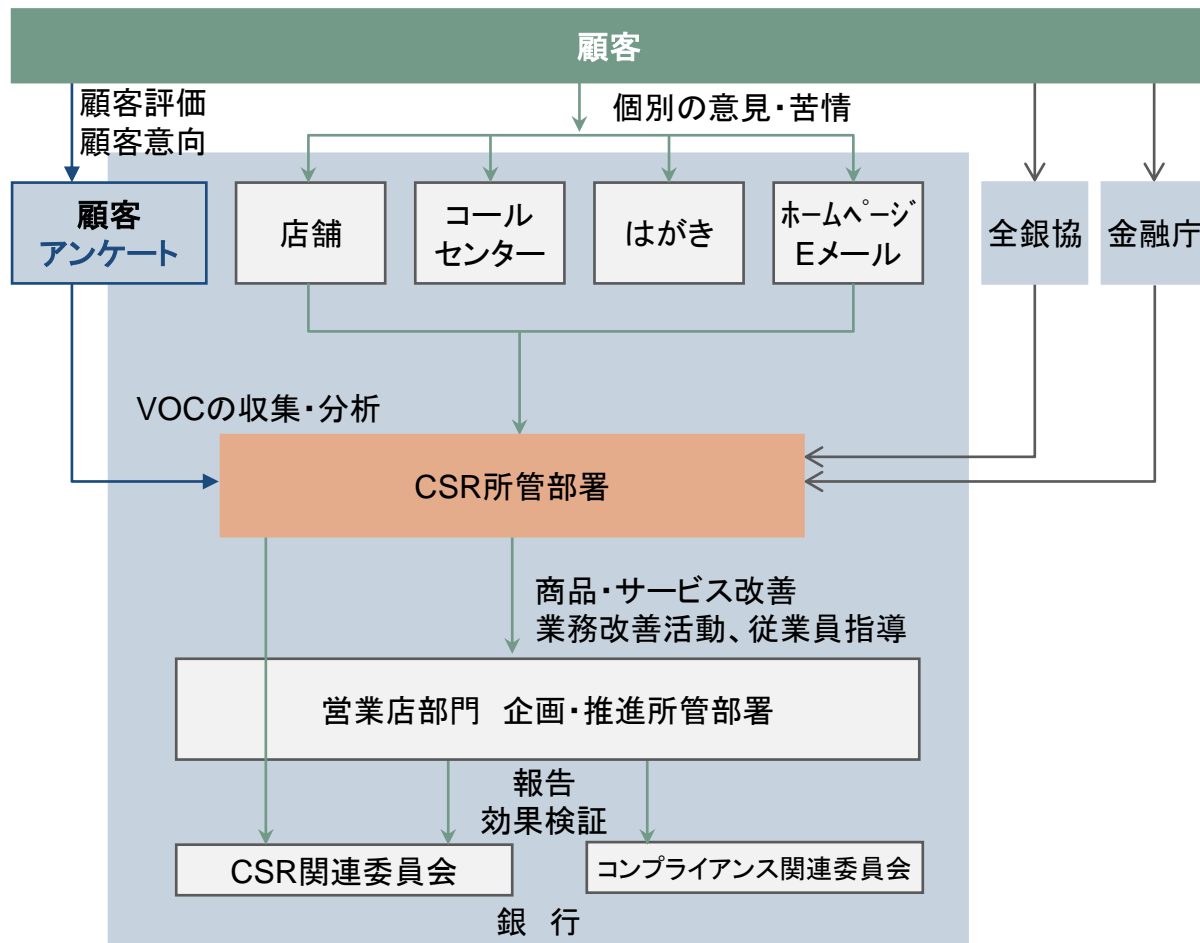 顧客
顧客評価
顧客意向
個別の意見・苦情
顧客
アンケート
店舗
コール
センター
はがき
ホームページ
Eメール
全銀協
金融庁
VOCの収集・分析
CSR所管部署
商品・サービス改善
業務改善活動、従業員指導
営業店部門　企画・推進所管部署
報告
効果検証
CSR関連委員会
コンプライアンス関連委員会
銀　行